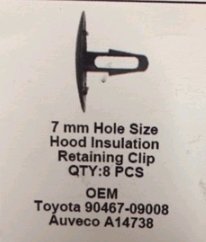 7 mm Hole Size
Hood Insulation
Retaining Clip
QTY:8 PCS
OEM
Toyota 90467-09008
Auveco A14738